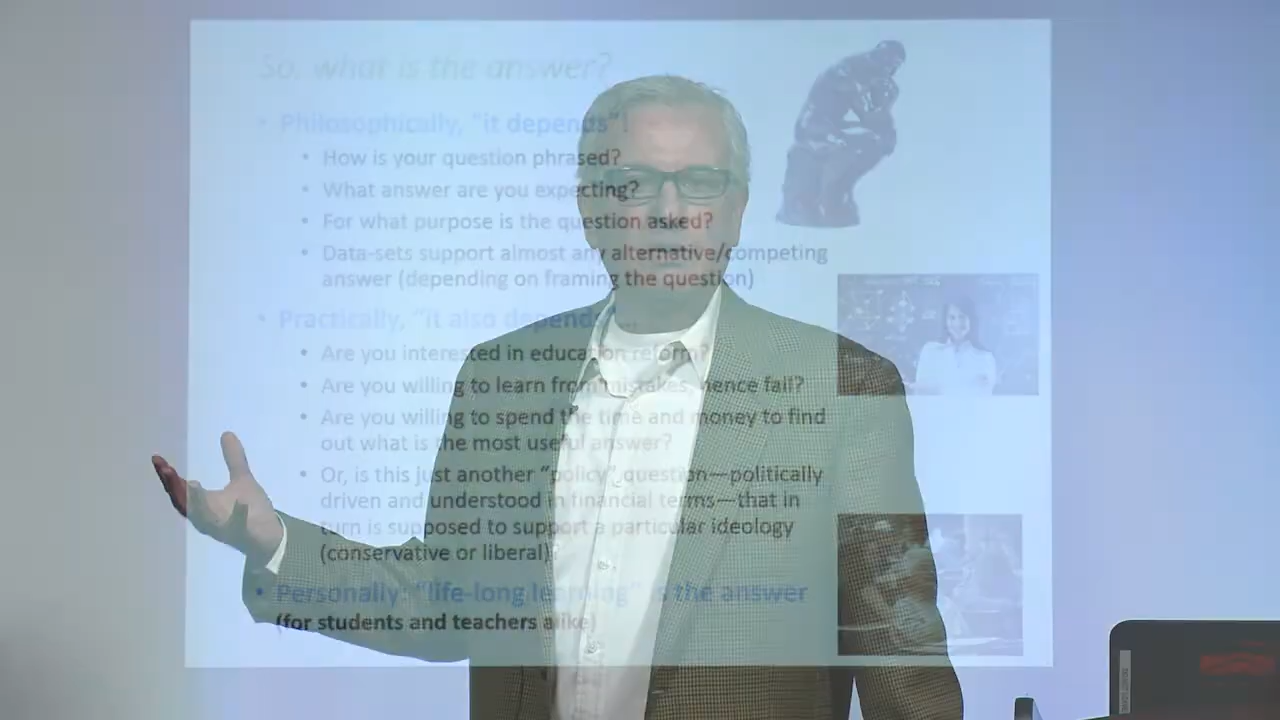 So, what is the answer?
• Philosophically, "it depends"!
• How is your question phrased?
• What answer are you expecting?
• For what purpose is the question asked?
• Data-sets support almost any alternative/competing
answer (depending on framing the question)
• Practically, "it also depends"...
• Are you interested in education reform?
• Are you willing to learn from mistakes, hence fail?
• Are you willing to spend the time and money to find
out what is the most useful answer?
• Or, is this just another "policy" question—politically
driven and understood in financial terms—that in
turn is supposed to support a particular ideology
(conservative or liberal)?
• Personally: "life-long learning" is the answer
(for students and teachers alike)